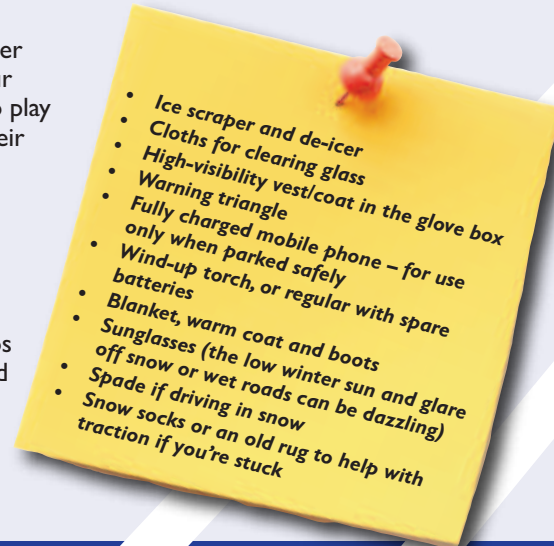 er
ur
play
eir
os
d
• Ice scraper and de-icer
• Cloths for clearing glass
• High-visibility vest/coat in the glove box
• Warning triangle
• Fully charged mobile phone – for use
only when parked safely
• Wind-up torch, or regular with spare
batteries
• Blanket, warm coat and boots
• Sunglasses (the low winter sun and glare
off snow or wet roads can be dazzling)
• Spade if driving in snow
• Snow socks or an old rug to help with
traction if you’re stuck